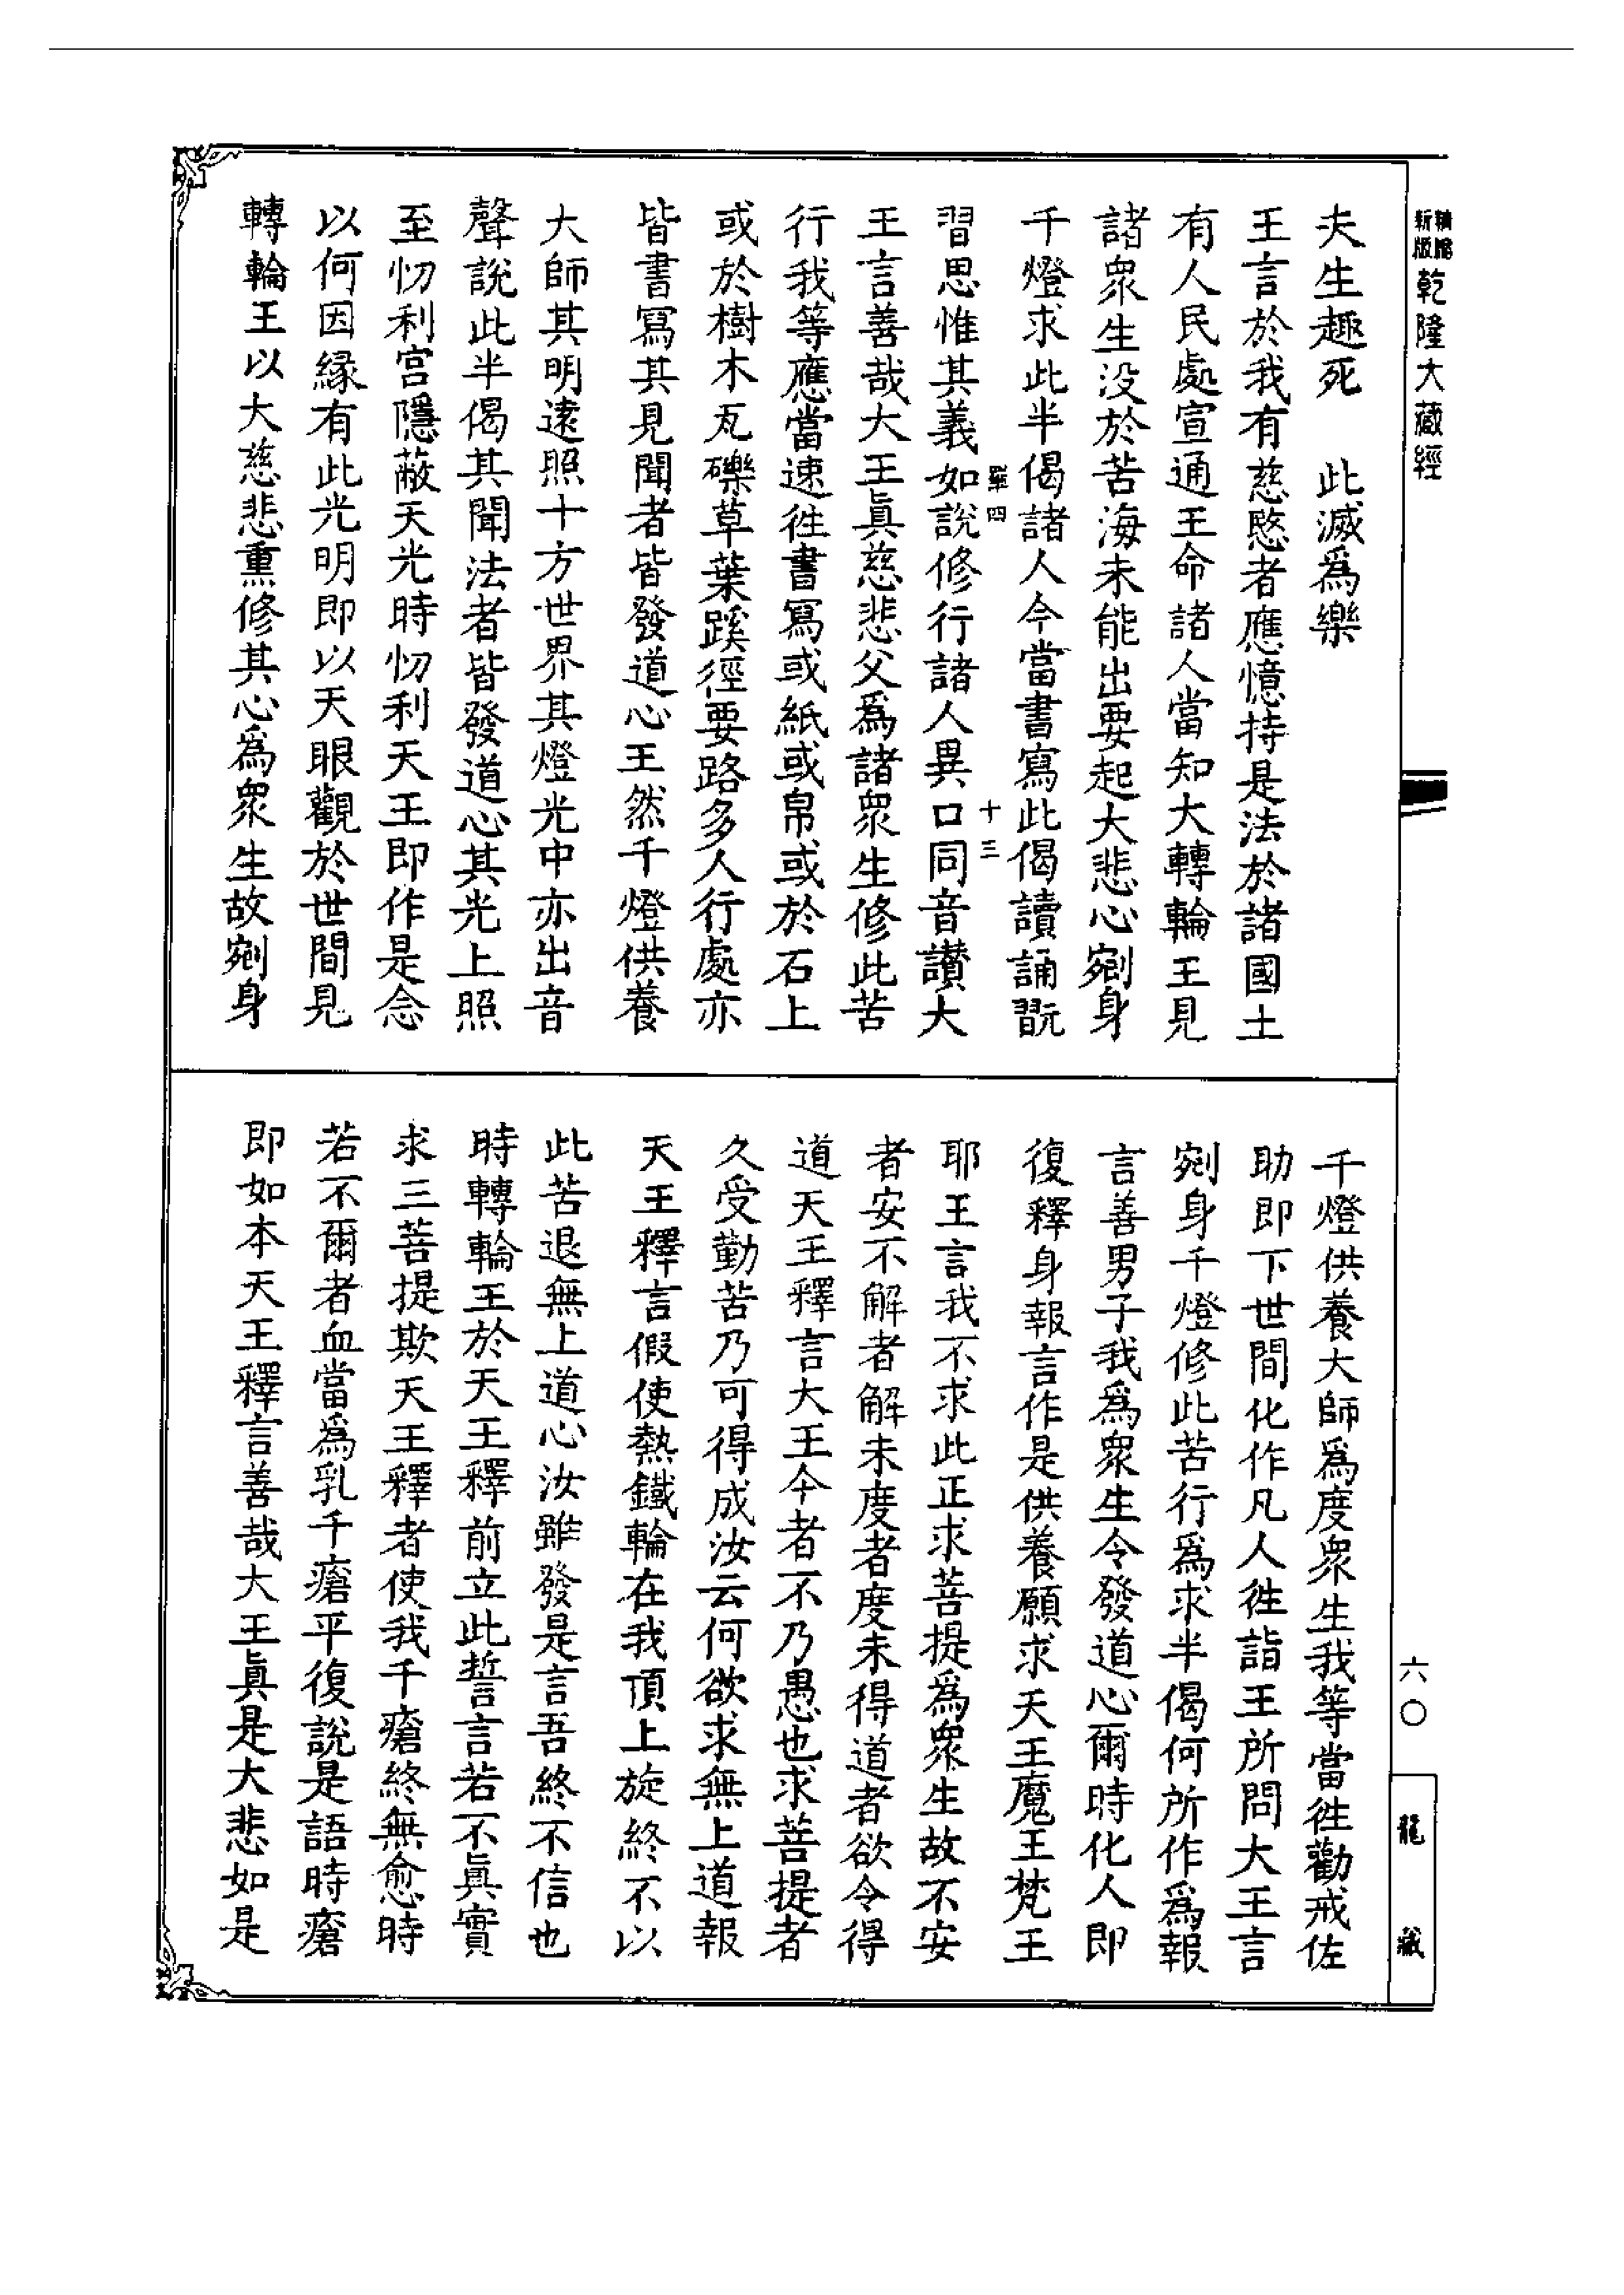 精縮
新版
乾隆大藏經
夫生趣死　此滅為樂
王言於我有慈愍者應憶持是法於諸國土
有人民處宣通王命諸人當知大轉輪王見
諸眾生没於苦海未能出要起大悲心剜身
千燈求此半偈諸人今當書寫此偈讀誦翫
習思惟其義如說修行諸人異口同音讃大
王言善哉大王眞慈悲父爲諸眾生修此苦
行我等應當速徃書寫或紙或帛或於石上
或於樹木瓦礫草葉蹊徑要路多人行處亦
皆書寫其見聞者皆發道心王然千燈供養
大師其明遠照十方世界其燈光中亦出音
聲說此半偈其聞法者皆發道心其光上照
至忉利宮隱蔽天光時忉利天王即作是念
以何因緣有此光明即以天眼觀於世間見
轉輪王以大慈悲熏修其心為眾生故剜身
四
十三
千燈供養大師爲度眾生我等當徃勸戒佐
助即下世間化作凡人徃詣王所問大王言
剜身千燈修此苦行爲求半偈何所作爲報
言善男子我爲眾生令發道心爾時化人即
復釋身報言作是供養願求天王魔王梵王
耶王言我不求此正求菩提爲眾生故不安
者安不解者解未度者度未得道者欲令得
道天王釋言大王今者不乃愚也求菩提者
久受勤苦乃可得成汝云何欲求無上道報
天王釋言假使熱鐵輪在我頂上旋終不以
此苦退無上道心汝雖發是言吾終不信也
時轉輪王於天王釋前立此誓言若不眞實
求三菩提欺天王釋者使我千瘡終無愈時
若不爾者血當為乳千瘡平復說是語時瘡
即如本天王釋言善哉大王眞是大悲如是
六〇
龍藏